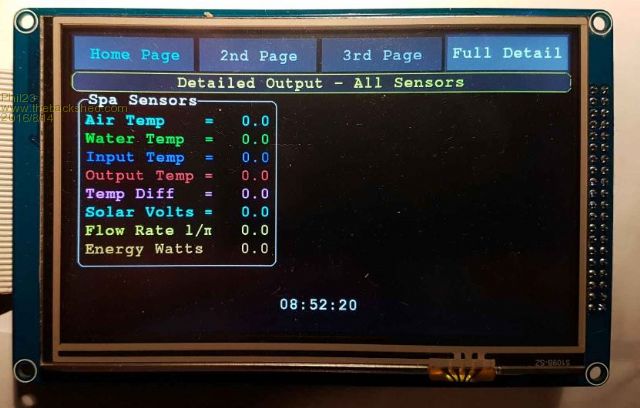 Home Page 2nd Page 3rd Page Full Detail
Detailed Output - All Sensors
Spa Sensors
Air Temp = 0.0
Water Temp = 0.0
Input Temp = 0.0
Output Temp = 0.0
Temp Diff = 0.0
Solar Volts = 0.0
Flow Rate l/π 0.0
Energy Watts 0.0
08:52:20
Phil23
www.thebackshed.com
2016/8/14